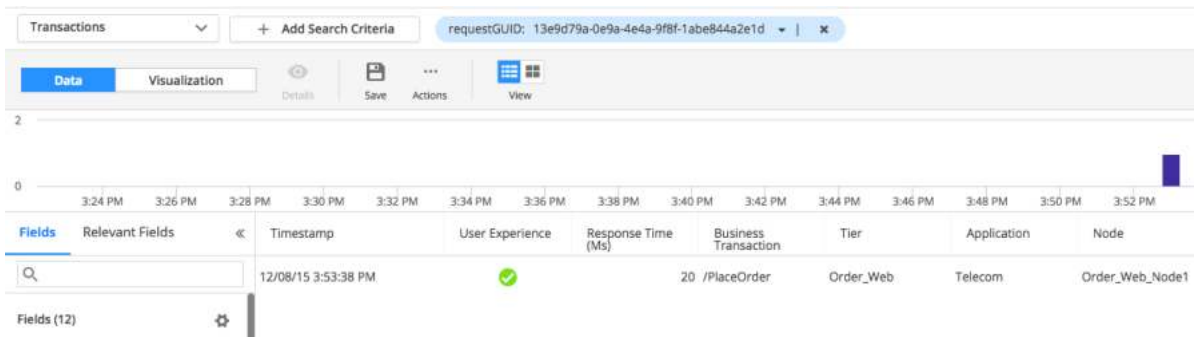 Transactions + Add Search Criteria requestGUID: 13e9d79a-0e9a-4e4a-9f8f-1abe844a2e1d
Data Visualization Details Save Actions View
2
0
3:24 PM 3:26 PM 3:28 PM 3:30 PM 3:32 PM 3:34 PM 3:36 PM 3:38 PM 3:40 PM 3:42 PM 3:44 PM 3:46 PM 3:48 PM 3:50 PM 3:52 PM
Fields Relevant Fields « Timestamp User Experience Response Time (Ms) Business Transaction Tier Application Node
12/08/15 3:53:38 PM 20 /PlaceOrder Order_Web Telecom Order_Web_Node1
Fields (12)